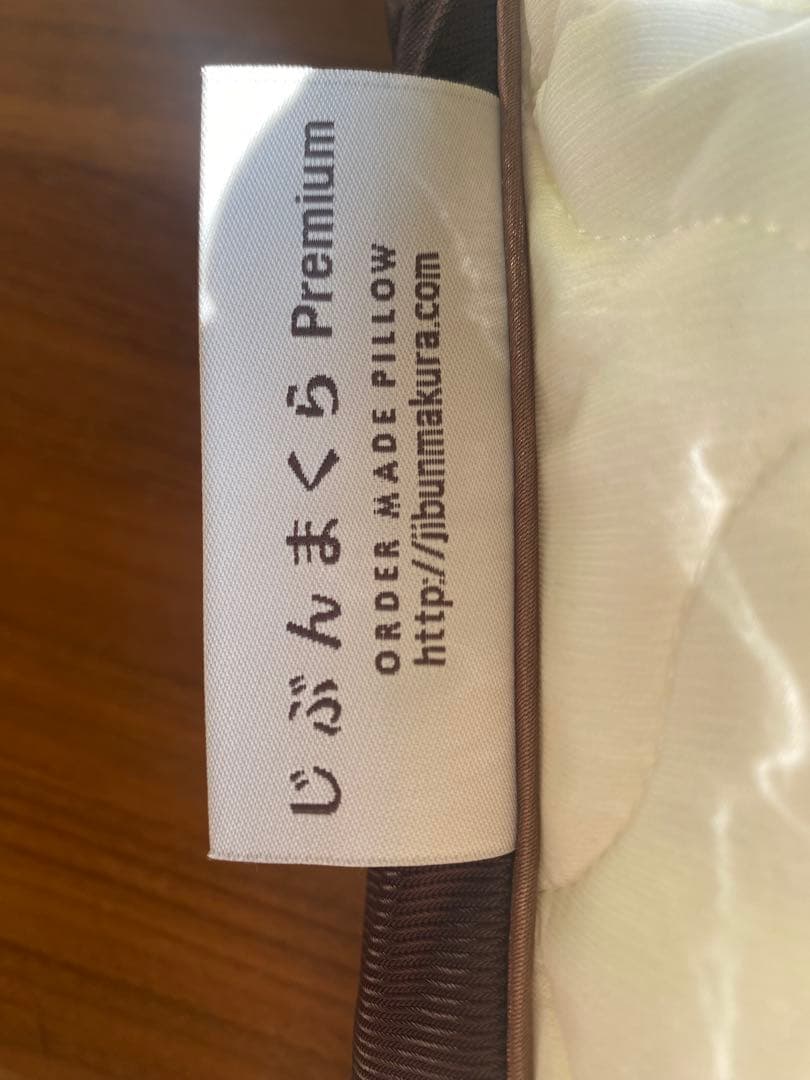 じぶんまくら Premium
ORDER MADE PILLOW
http://jibunmakura.com